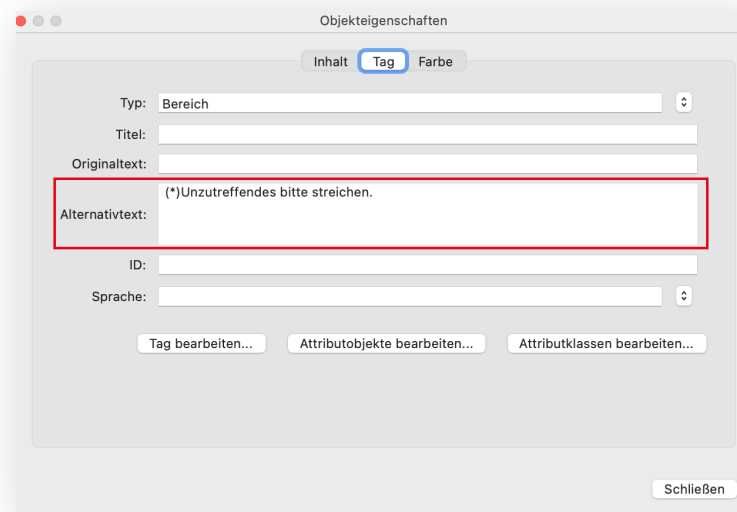 Objekteigenschaften
Inhalt Tag Farbe
Typ: Bereich
Titel:
Originaltext:
Alternativtext: (*)Unzutreffendes bitte streichen.
ID:
Sprache:
Tag bearbeiten... Attributobjekte bearbeiten... Attributklassen bearbeiten...
Schließen